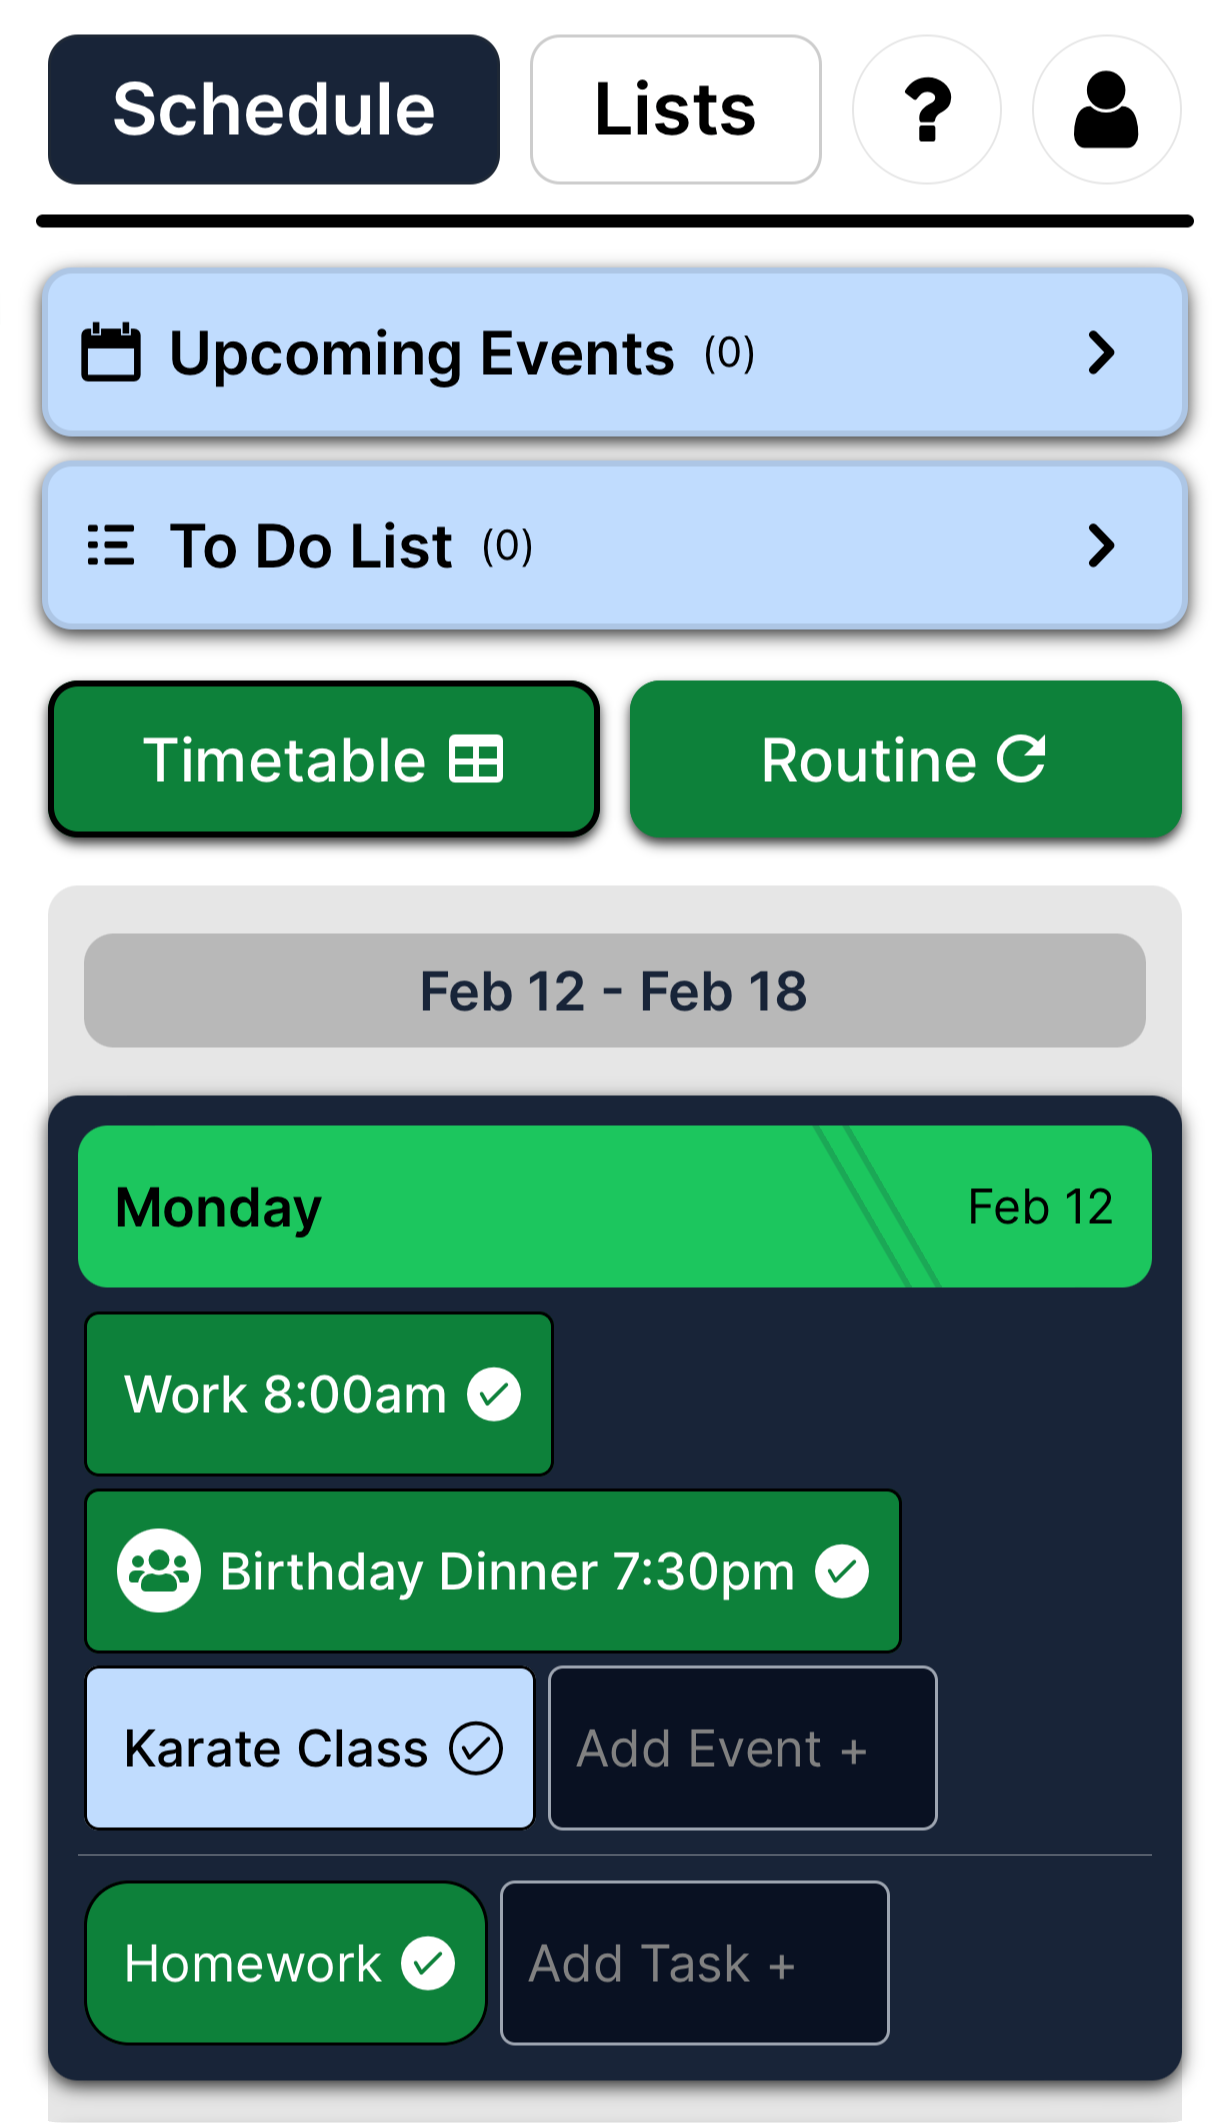 Schedule
Lists
?
Upcoming Events (0)
To Do List (0)
Timetable
Routine
Feb 12 - Feb 18
Monday
Feb 12
Work 8:00am
Birthday Dinner 7:30pm
Karate Class
Add Event +
Homework
Add Task +